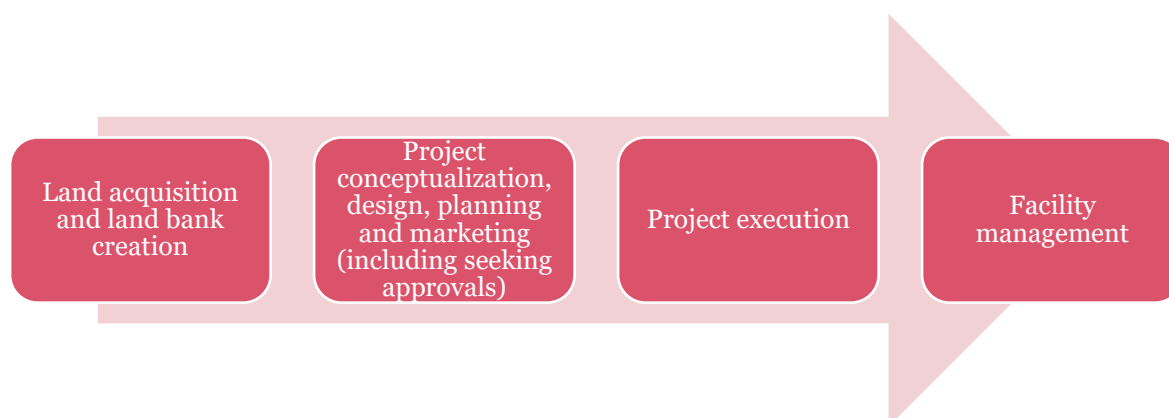 Land acquisition
and land bank
creation
Project
conceptualization,
design, planning
and marketing
(including seeking
approvals)
Project execution
Facility
management